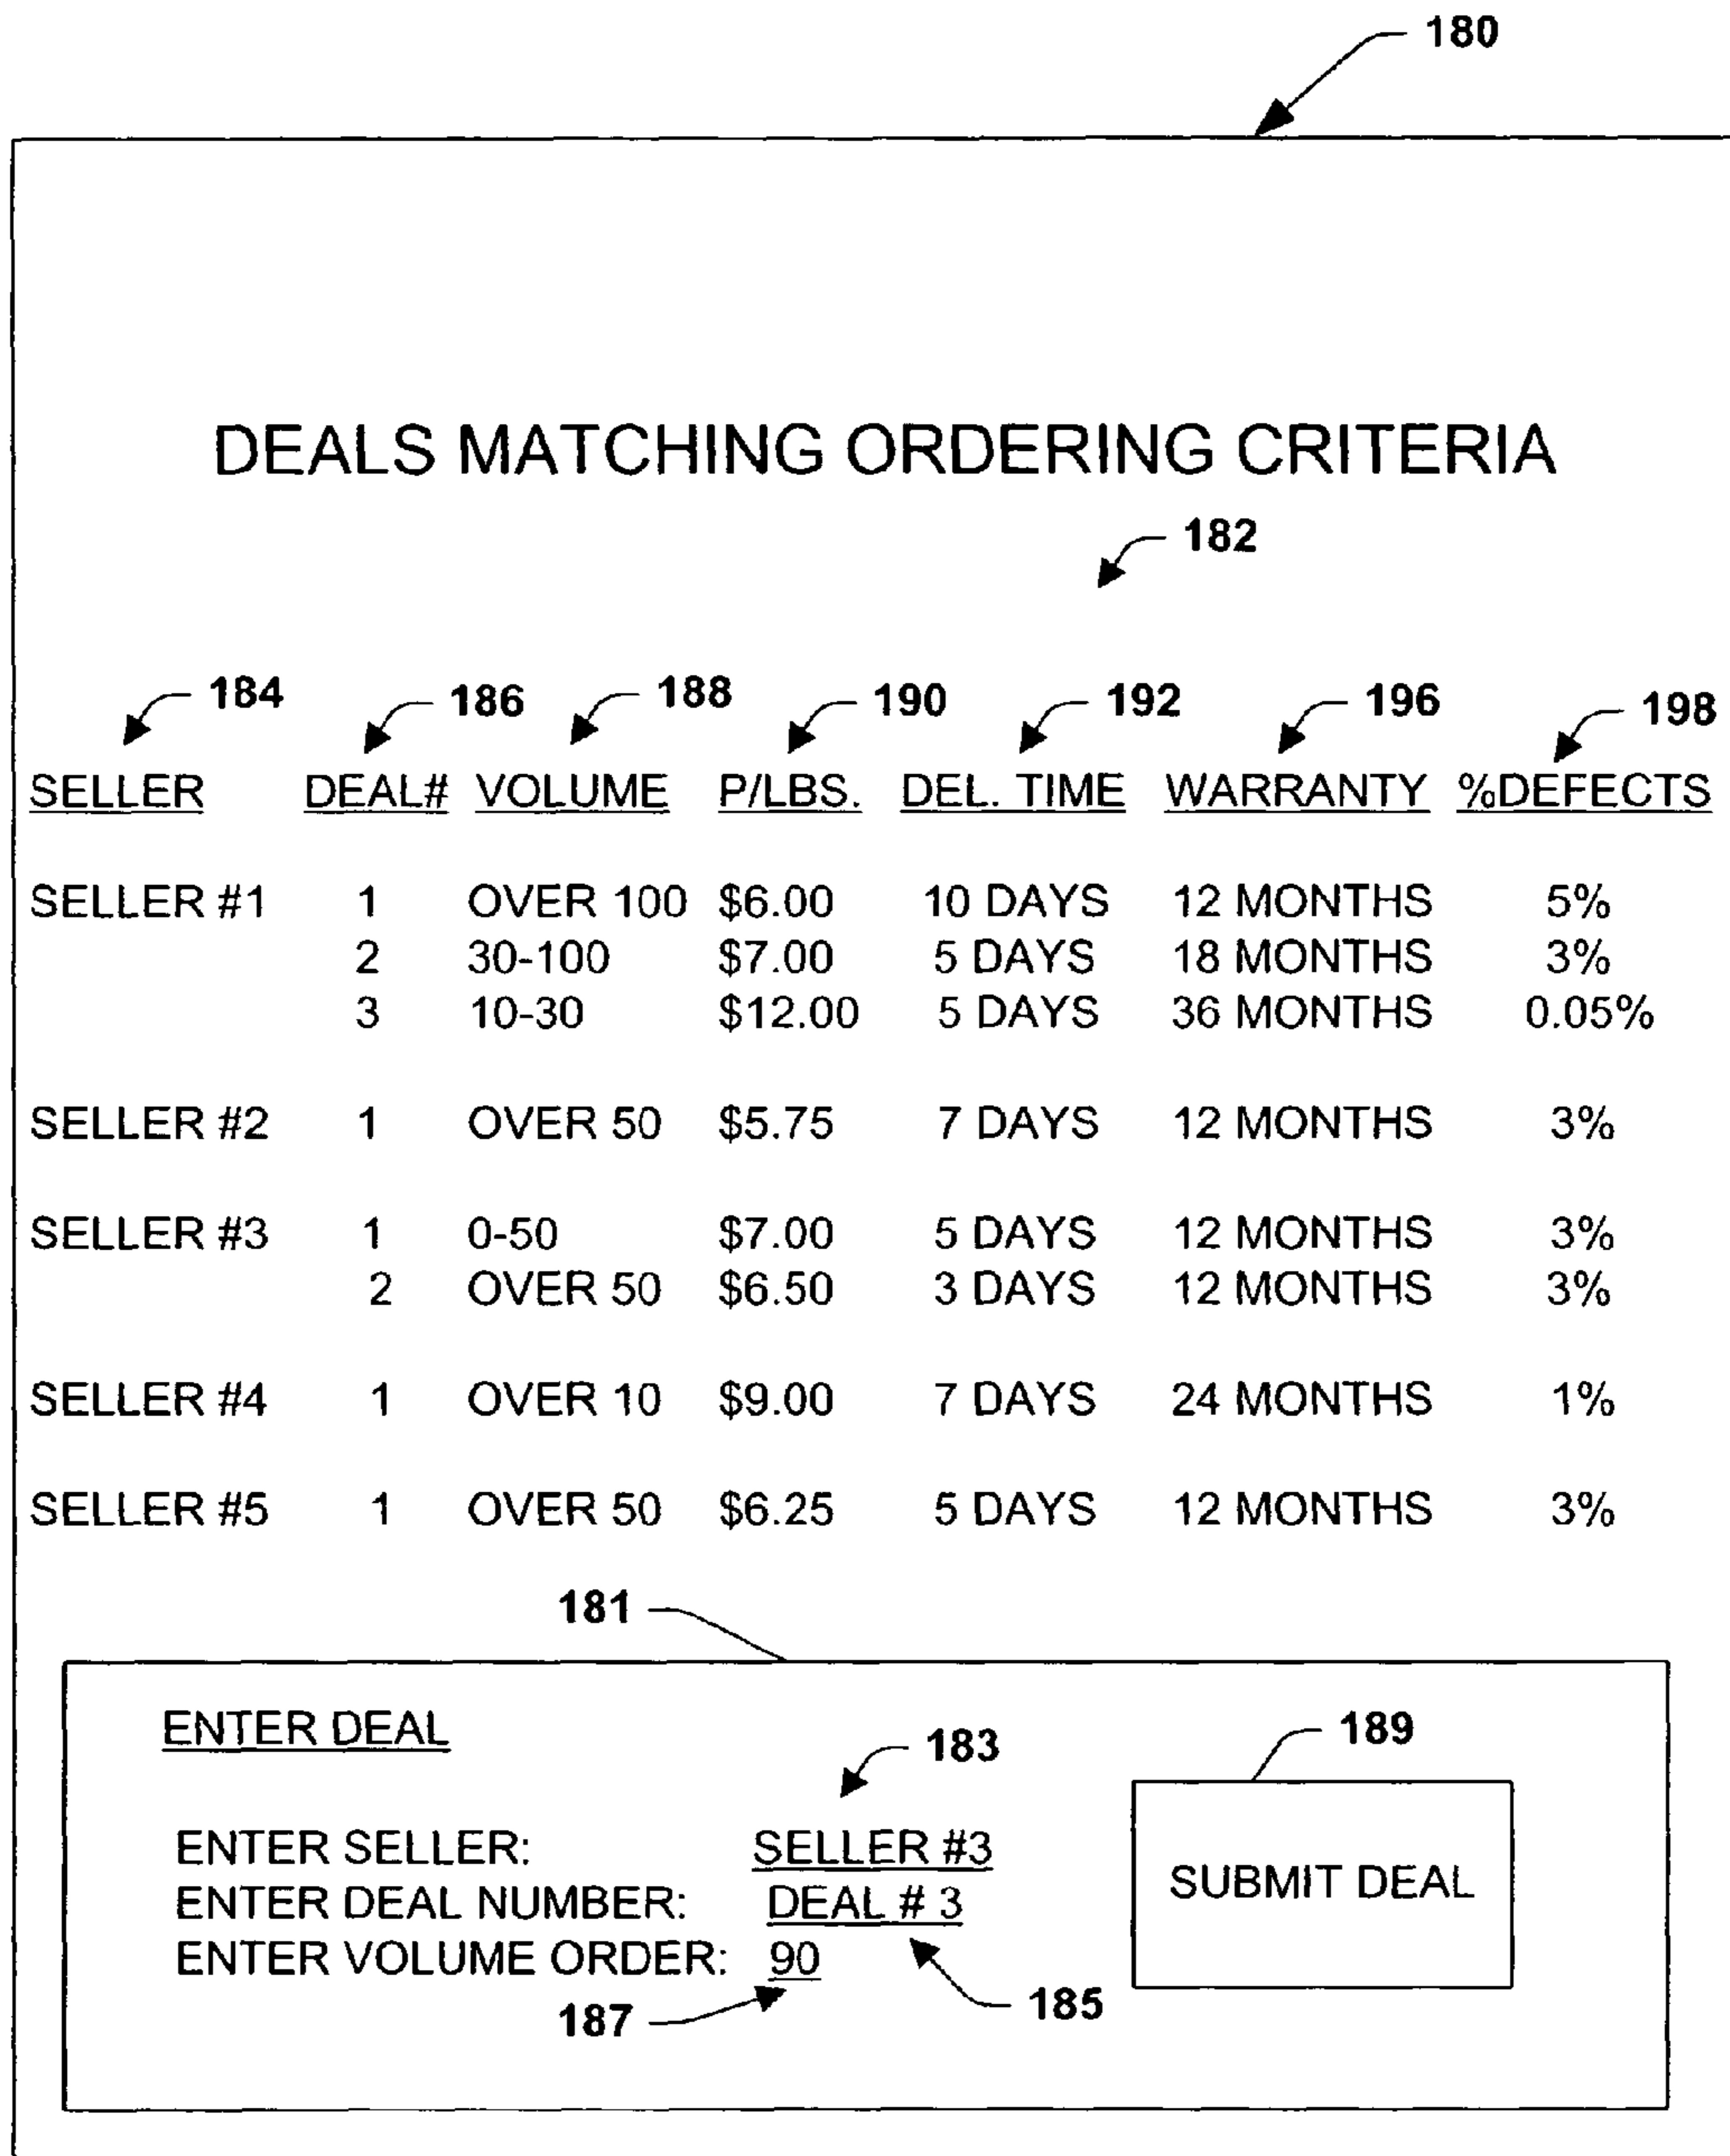 180
DEALS MATCHING ORDERING CRITERIA
182
184 186 188 190 192 196 198
SELLER DEAL# VOLUME P/LBS. DEL. TIME WARRANTY %DEFECTS
SELLER #1 1 OVER 100 $6.00 10 DAYS 12 MONTHS 5%
2 30-100 $7.00 5 DAYS 18 MONTHS 3%
3 10-30 $12.00 5 DAYS 36 MONTHS 0.05%
SELLER #2 1 OVER 50 $5.75 7 DAYS 12 MONTHS 3%
SELLER #3 1 0-50 $7.00 5 DAYS 12 MONTHS 3%
2 OVER 50 $6.50 3 DAYS 12 MONTHS 3%
SELLER #4 1 OVER 10 $9.00 7 DAYS 24 MONTHS 1%
SELLER #5 1 OVER 50 $6.25 5 DAYS 12 MONTHS 3%
181
ENTER DEAL
183
189
ENTER SELLER: SELLER #3
ENTER DEAL NUMBER: DEAL # 3
SUBMIT DEAL
ENTER VOLUME ORDER: 90
187
185